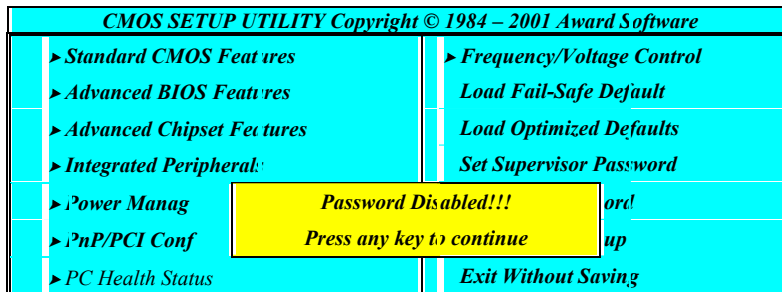 CMOS SETUP UTILITY Copyright © 1984 – 2001 Award Software
➤ Standard CMOS Features
➤ Advanced BIOS Features
➤ Advanced Chipset Features
➤ Integrated Peripherals
➤ Power Manag
➤ PnP/PCI Conf
➤ PC Health Status
➤ Frequency/Voltage Control
Load Fail-Safe Default
Load Optimized Defaults
Set Supervisor Password
ord
up
Exit Without Saving
Password Disabled!!!
Press any key to continue